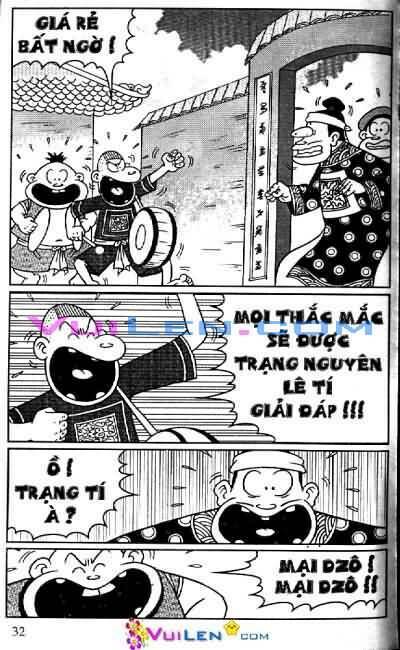 GIÁ RẺ
BẤT NGỜ!
MỌI THẮC MẮC
SẼ ĐƯỢC
TRẠNG NGUYÊN
LÊ TÍ
GIẢI ĐÁP!!!
VUILEN.COM
Ồ!
TRẠNG TÍ
À?
MẠI DZÔ!
MẠI DZÔ!!
32
VUILEN.COM